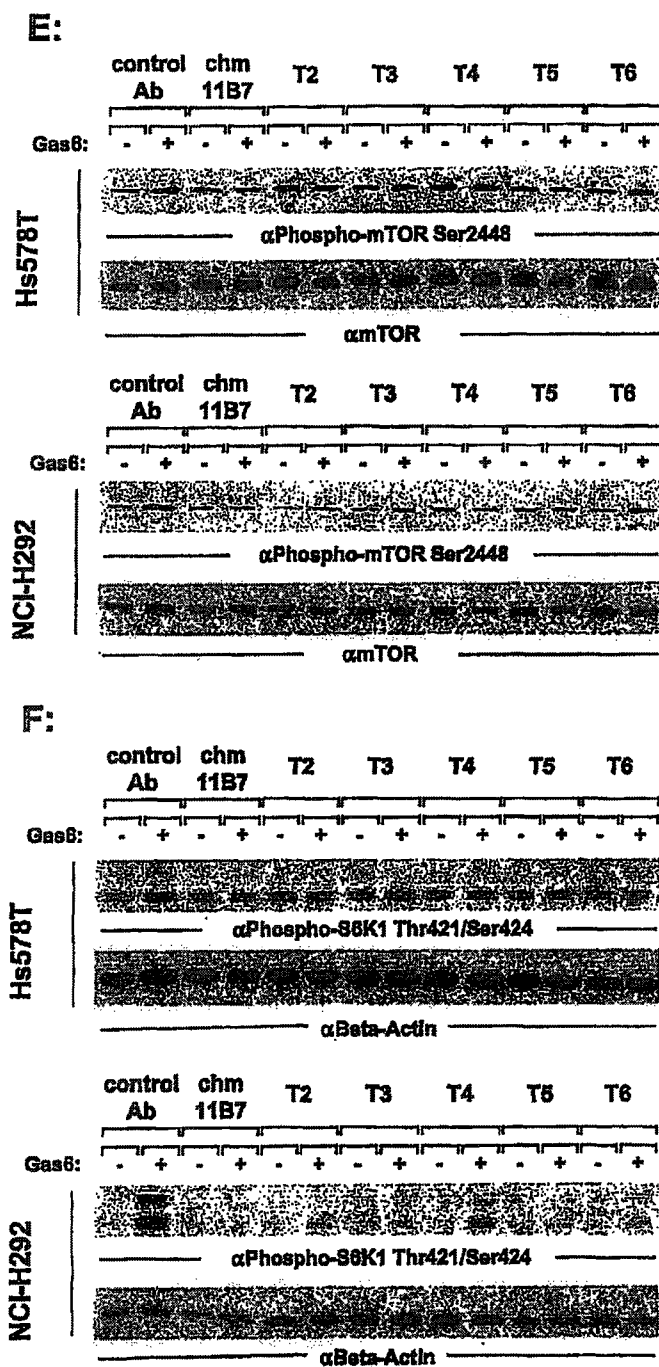 E:
control Ab chm 11B7 T2 T3 T4 T5 T6
Gas6: - + - + - + - + - + - + - +
Hs578T
αPhospho-mTOR Ser2448
αmTOR
control Ab chm 11B7 T2 T3 T4 T5 T6
Gas6: - + - + - + - + - + - + - +
NCI-H292
αPhospho-mTOR Ser2448
αmTOR
F:
control Ab chm 11B7 T2 T3 T4 T5 T6
Gas6: - + - + - + - + - + - + - +
Hs578T
αPhospho-S6K1 Thr421/Ser424
αBeta-Actin
control Ab chm 11B7 T2 T3 T4 T5 T6
Gas6: - + - + - + - + - + - + - +
NCI-H292
αPhospho-S6K1 Thr421/Ser424
αBeta-Actin